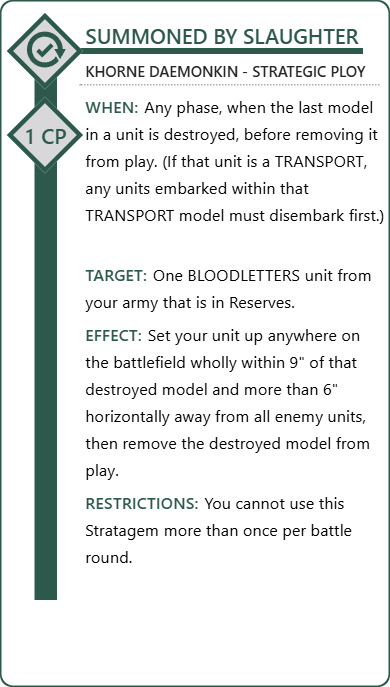 SUMMONED BY SLAUGHTER
KHORNE DAEMONKIN - STRATEGIC PLOY
1 CP
WHEN: Any phase, when the last model
in a unit is destroyed, before removing it
from play. (If that unit is a TRANSPORT,
any units embarked within that
TRANSPORT model must disembark first.)
TARGET: One BLOODLETTERS unit from
your army that is in Reserves.
EFFECT: Set your unit up anywhere on
the battlefield wholly within 9" of that
destroyed model and more than 6"
horizontally away from all enemy units,
then remove the destroyed model from
play.
RESTRICTIONS: You cannot use this
Stratagem more than once per battle
round.